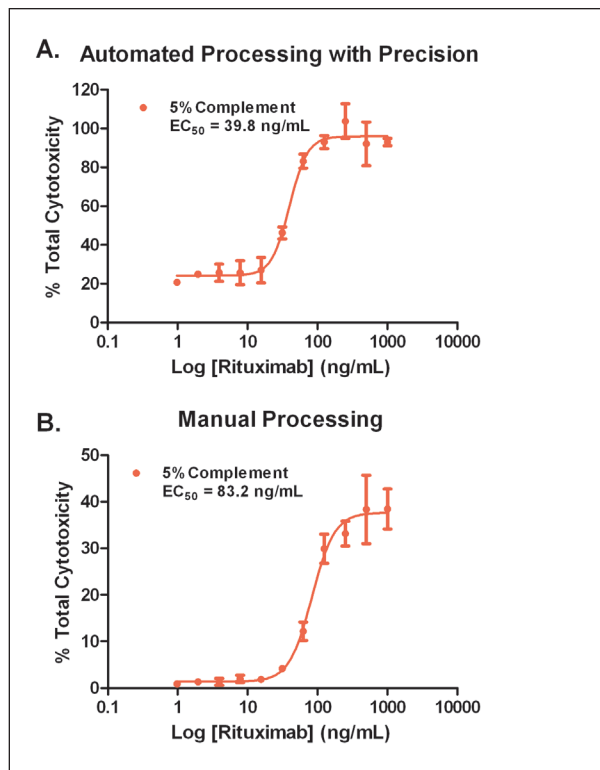 A. Automated Processing with Precision
120
100
80
60
40
20
0
% Total Cytotoxicity
5% Complement
EC50 = 39.8 ng/mL
0.1 1 10 100 1000 10000
Log [Rituximab] (ng/mL)
B. Manual Processing
50
40
30
20
10
0
% Total Cytotoxicity
5% Complement
EC50 = 83.2 ng/mL
0.1 1 10 100 1000 10000
Log [Rituximab] (ng/mL)